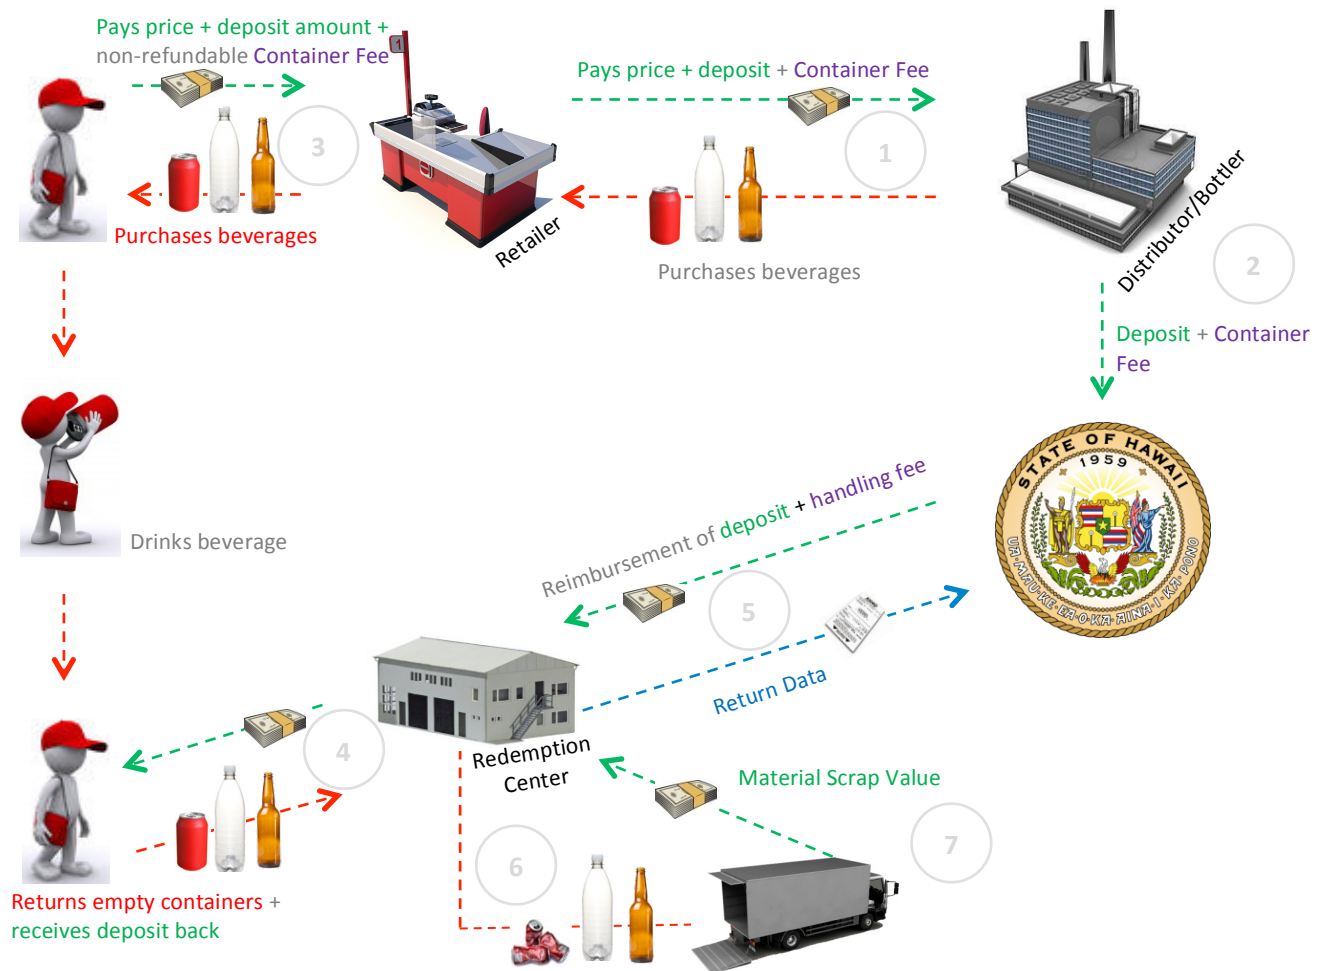 Pays price + deposit amount +
non-refundable Container Fee
1
Pays price + deposit + Container Fee
3
1
Purchases beverages
Retailer
Purchases beverages
Distributor/Bottler
2
Deposit + Container
Fee
STATE OF HAWAII
1959
UA·MAU·KE·EA·O·KA·AINA·I·KA·PONO
Drinks beverage
Reimbursement of deposit + handling fee
5
Return Data
4
Redemption
Center
Material Scrap Value
6
7
Returns empty containers +
receives deposit back